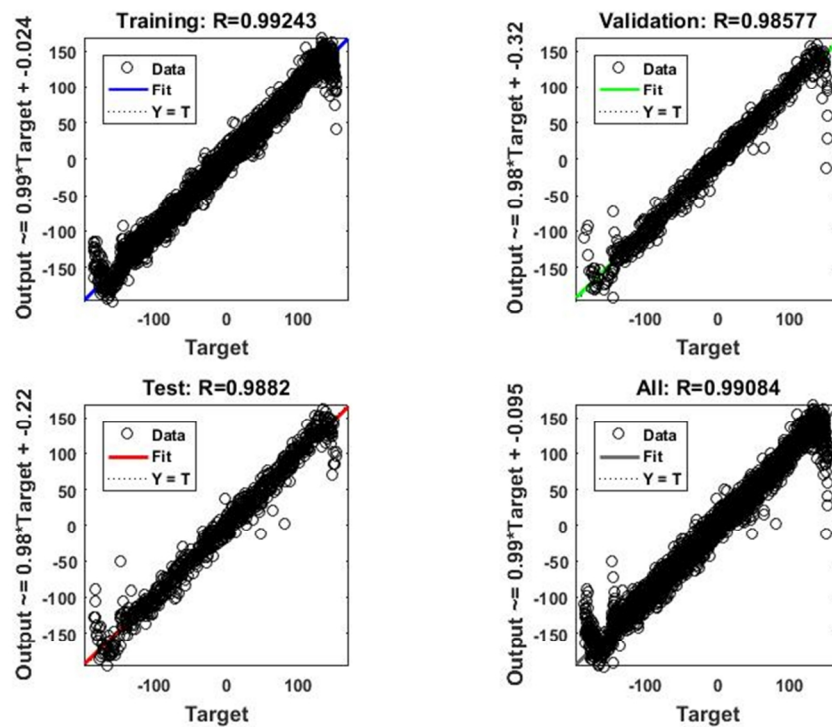 Training: R=0.99243
Output ~= 0.99*Target + -0.024
150
100
50
0
-50
-100
-150
Data
Fit
Y = T
-100 0 100
Target
Validation: R=0.98577
Output ~= 0.98*Target + -0.32
150
100
50
0
-50
-100
-150
Data
Fit
Y = T
-100 0 100
Target
Test: R=0.9882
Output ~= 0.98*Target + -0.22
150
100
50
0
-50
-100
-150
Data
Fit
Y = T
-100 0 100
Target
All: R=0.99084
Output ~= 0.99*Target + -0.095
150
100
50
0
-50
-100
-150
Data
Fit
Y = T
-100 0 100
Target